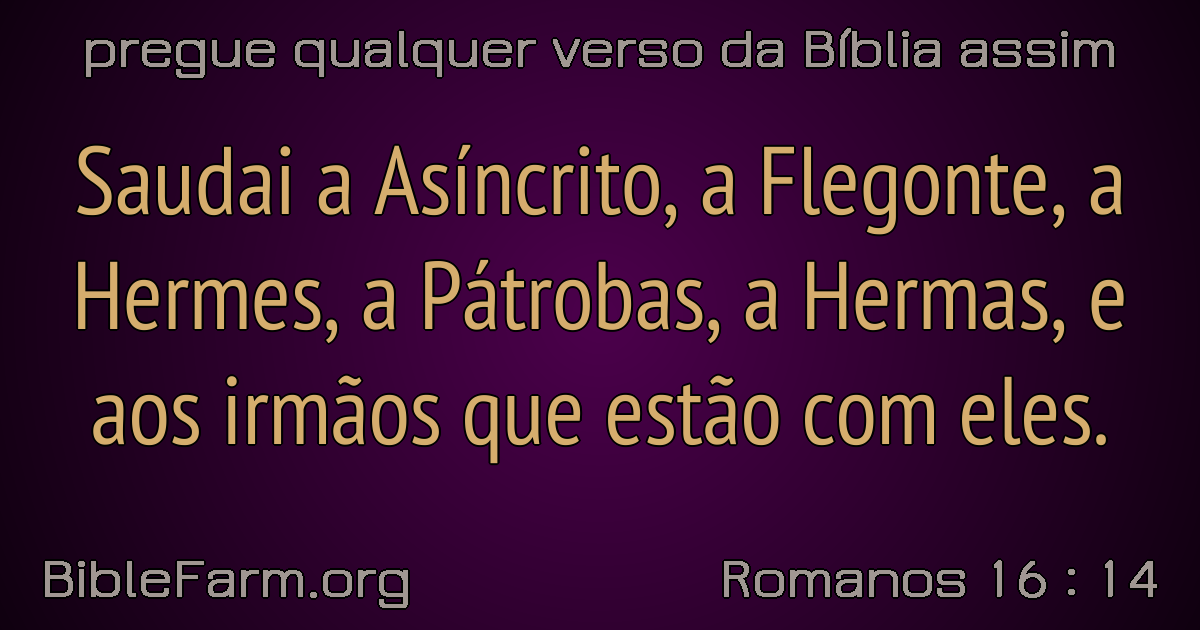 pregue qualquer verso da Bíblia assim
Saudai a Asíncrito, a Flegonte, a
Hermes, a Pátrobas, a Hermas, e
aos irmãos que estão com eles.
BibleFarm.org
Romanos 16 : 14